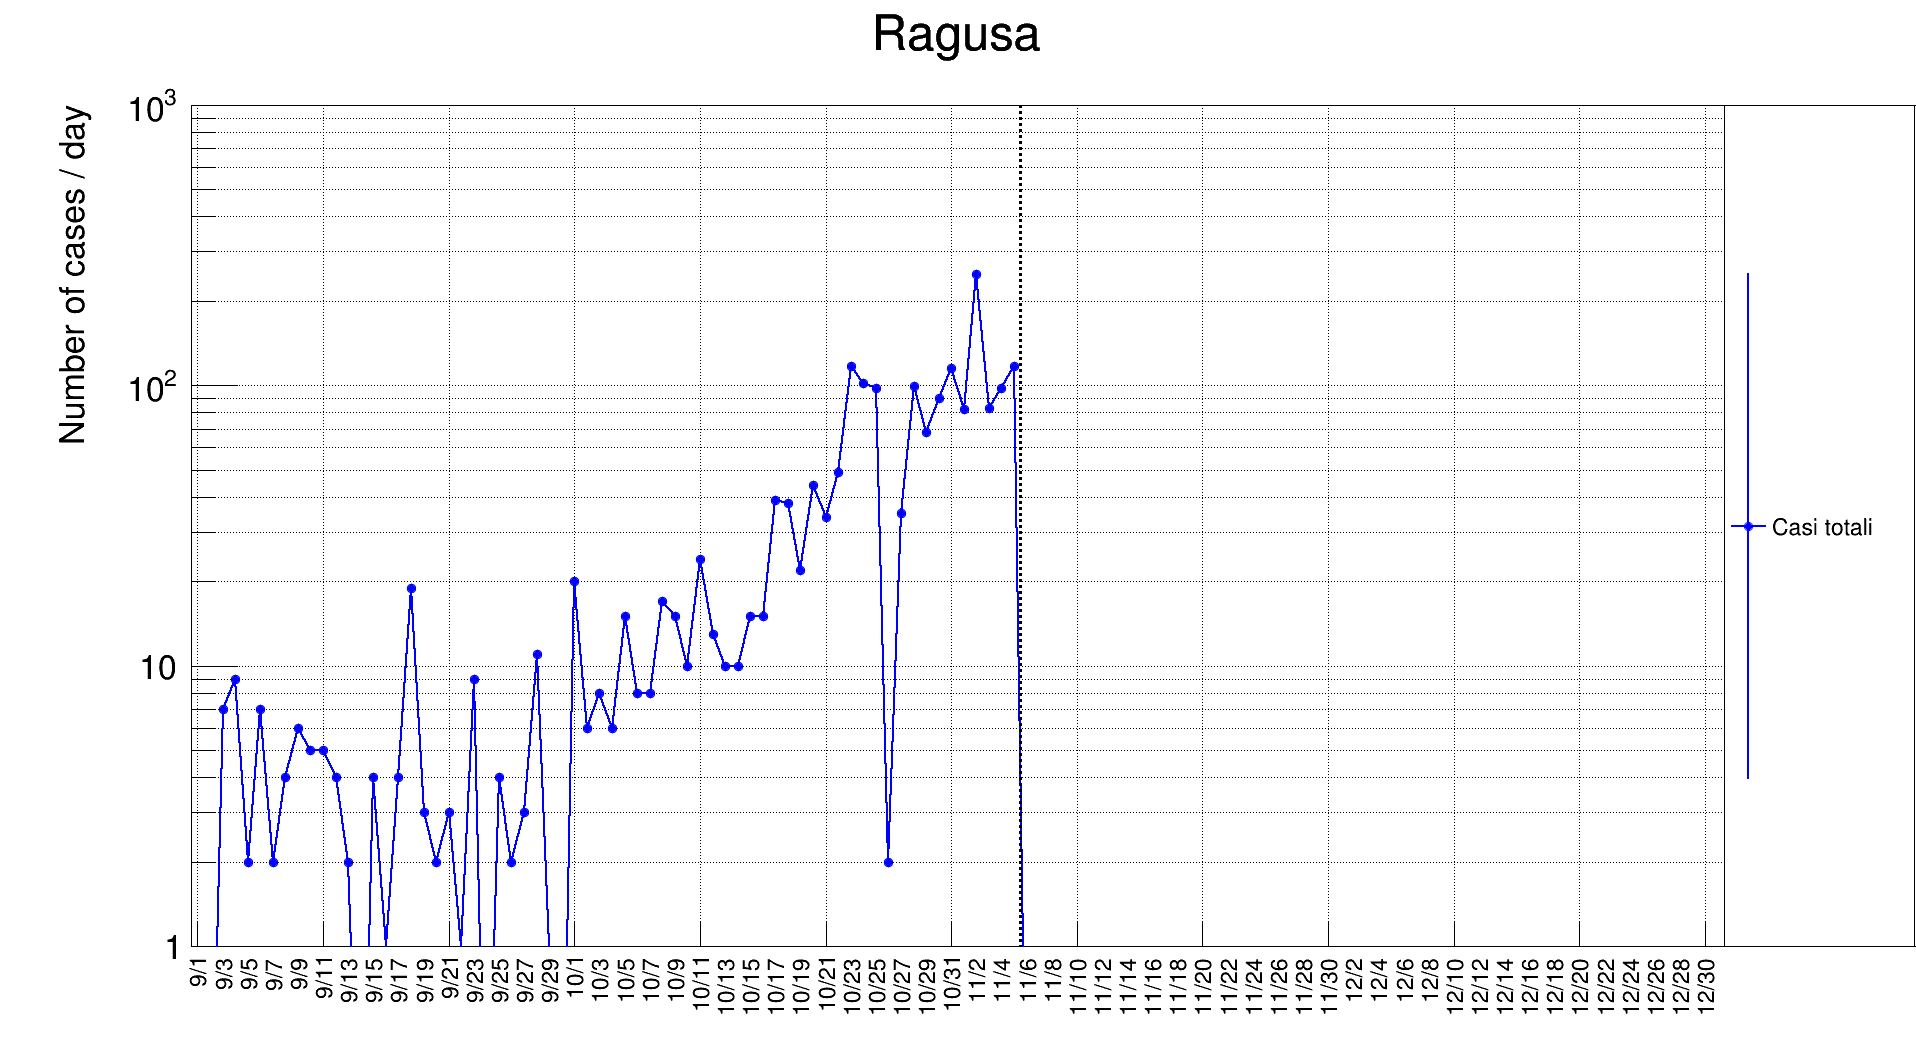 Ragusa
Number of cases / day
10³
10²
10
1
9/1 9/3 9/5 9/7 9/9 9/11 9/13 9/15 9/17 9/19 9/21 9/23 9/25 9/27 9/29 10/1 10/3 10/5 10/7 10/9 10/11 10/13 10/15 10/17 10/19 10/21 10/23 10/25 10/27 10/29 10/31 11/2 11/4 11/6 11/8 11/10 11/12 11/14 11/16 11/18 11/20 11/22 11/24 11/26 11/28 11/30 12/2 12/4 12/6 12/8 12/10 12/12 12/14 12/16 12/18 12/20 12/22 12/24 12/26 12/28 12/30
Casi totali